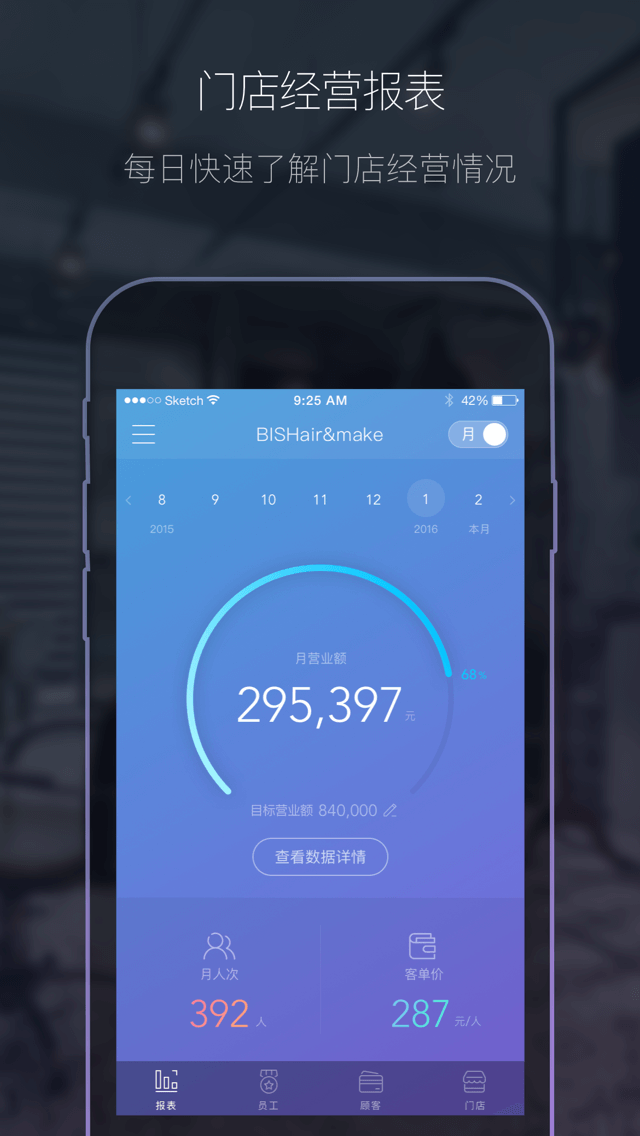 门店经营报表
每日快速了解门店经营情况
Sketch 9:25 AM 42%
BISHair&make 月
8 9 10 11 12 1 2
2015 2016 本月
月营业额
68%
295,397 元
目标营业额 840,000
查看数据详情
月人次 客单价
392 人 287 元/人
报表 员工 顾客 门店